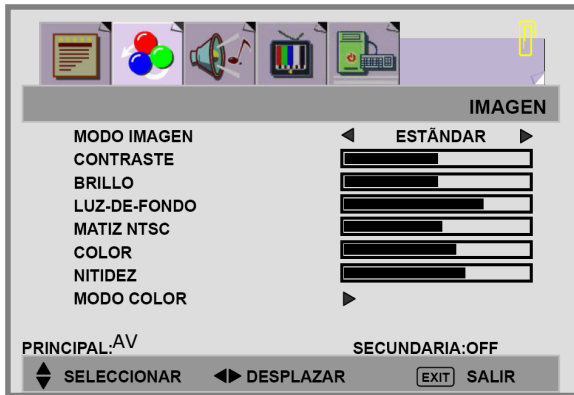 IMAGEN
MODO IMAGEN ESTÃNDAR
CONTRASTE
BRILLO
LUZ-DE-FONDO
MATIZ NTSC
COLOR
NITIDEZ
MODO COLOR
PRINCIPAL:AV SECUNDARIA:OFF
SELECCIONAR DESPLAZAR EXIT SALIR